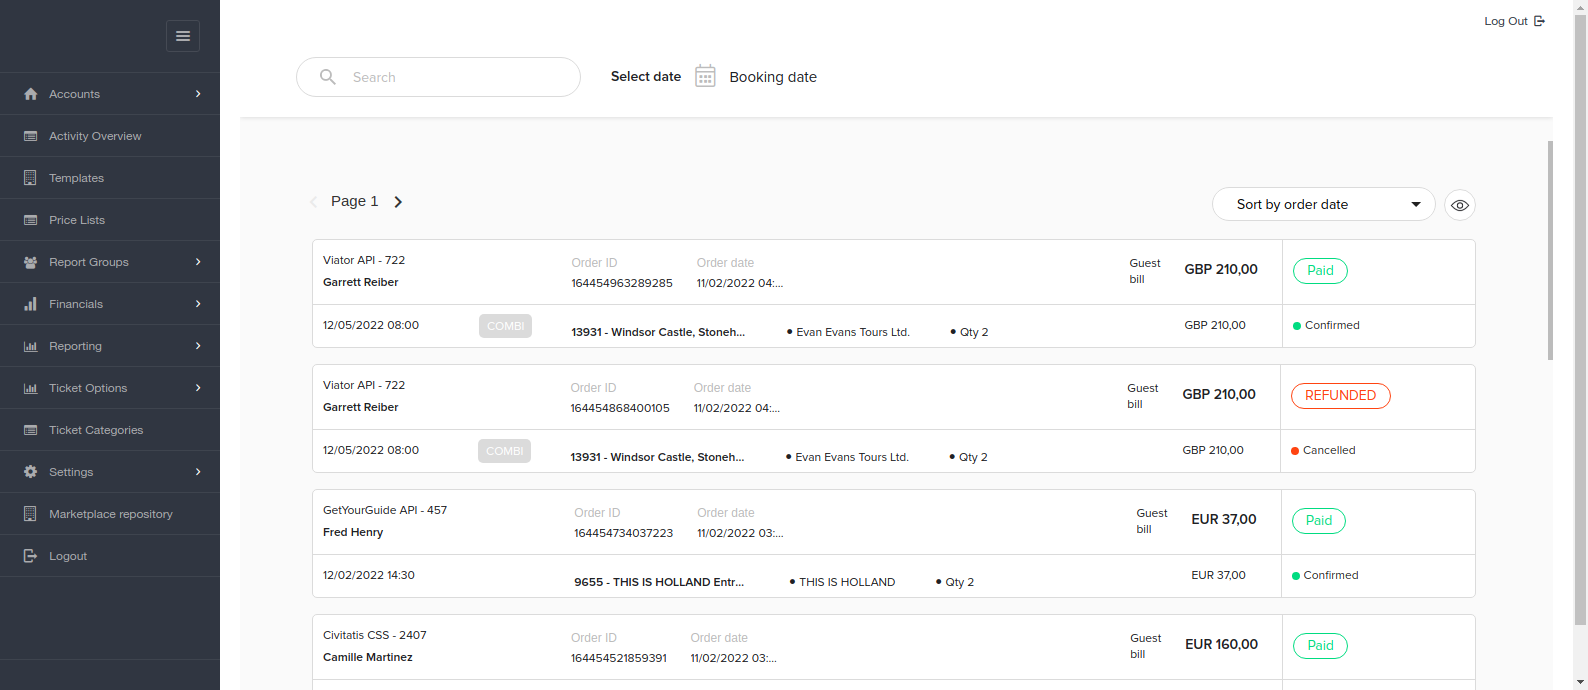 Log Out
Search
Select date
Booking date
Accounts
Activity Overview
Templates
Price Lists
Report Groups
Financials
Reporting
Ticket Options
Ticket Categories
Settings
Marketplace repository
Logout
Page 1
Sort by order date
Viator API - 722
Garrett Reiber
Order ID
164454963289285
Order date
11/02/2022 04:...
Guest
bill
GBP 210,00
Paid
12/05/2022 08:00
COMBI
13931 - Windsor Castle, Stoneh...
• Evan Evans Tours Ltd.
• Qty 2
GBP 210,00
Confirmed
Viator API - 722
Garrett Reiber
Order ID
164454868400105
Order date
11/02/2022 04:...
Guest
bill
GBP 210,00
REFUNDED
12/05/2022 08:00
COMBI
13931 - Windsor Castle, Stoneh...
• Evan Evans Tours Ltd.
• Qty 2
GBP 210,00
Cancelled
GetYourGuide API - 457
Fred Henry
Order ID
164454734037223
Order date
11/02/2022 03:...
Guest
bill
EUR 37,00
Paid
12/02/2022 14:30
9655 - THIS IS HOLLAND Entr...
• THIS IS HOLLAND
• Qty 2
EUR 37,00
Confirmed
Civitatis CSS - 2407
Camille Martinez
Order ID
164454521859391
Order date
11/02/2022 03:...
Guest
bill
EUR 160,00
Paid